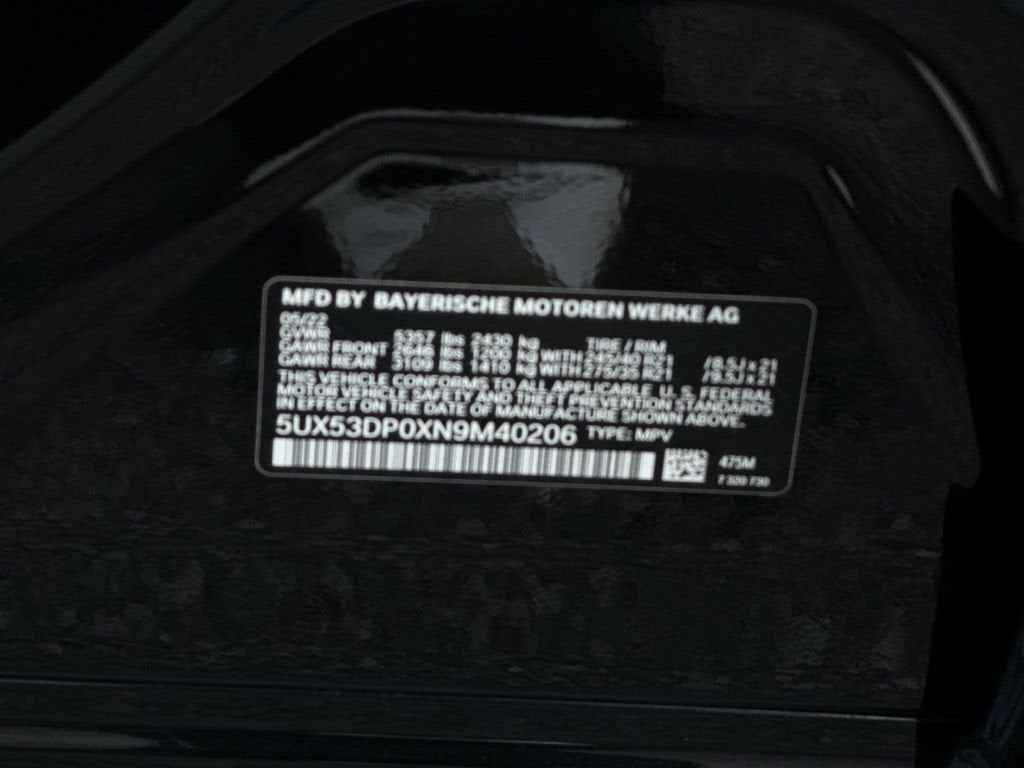 MFD BY BAYERISCHE MOTOREN WERKE AG
05/22
GVWR 5357 lbs 2430 kg TIRE / RIM
GAWR FRONT 2646 lbs 1200 kg WITH 245/40 R21 /8.5J x 21
GAWR REAR 3109 lbs 1410 kg WITH 275/35 R21 /9.5J x 21
THIS VEHICLE CONFORMS TO ALL APPLICABLE U. S. FEDERAL
MOTOR VEHICLE SAFETY AND THEFT PREVENTION STANDARDS
IN EFFECT ON THE DATE OF MANUFACTURE SHOWN ABOVE.
5UX53DP0XN9M40206 TYPE: MPV
475M